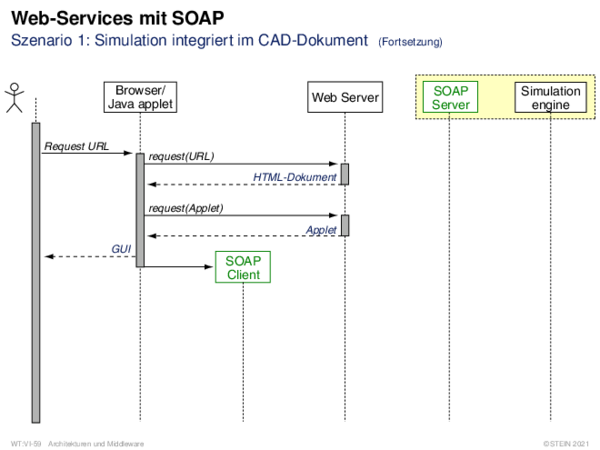 Web-Services mit SOAP
Szenario 1: Simulation integriert im CAD-Dokument (Fortsetzung)
Browser/
Java applet
Web Server
SOAP
Server
Simulation
engine
Request URL
request(URL)
HTML-Dokument
request(Applet)
Applet
GUI
SOAP
Client
WT:VI-59 Architekturen und Middleware
©STEIN 2021